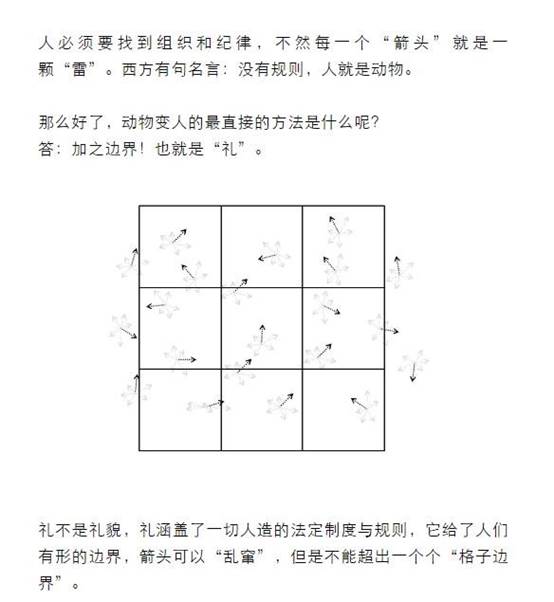 人必须要找到组织和纪律，不然每一个“箭头”就是一
颗“雷”。西方有句名言：没有规则，人就是动物。
那么好了，动物变人的最直接的方法是什么呢？
答：加之边界！也就是“礼”。
礼不是礼貌，礼涵盖了一切人造的法定制度与规则，它给了人们
有形的边界，箭头可以“乱窜”，但是不能超出一个个“格子边
界”。